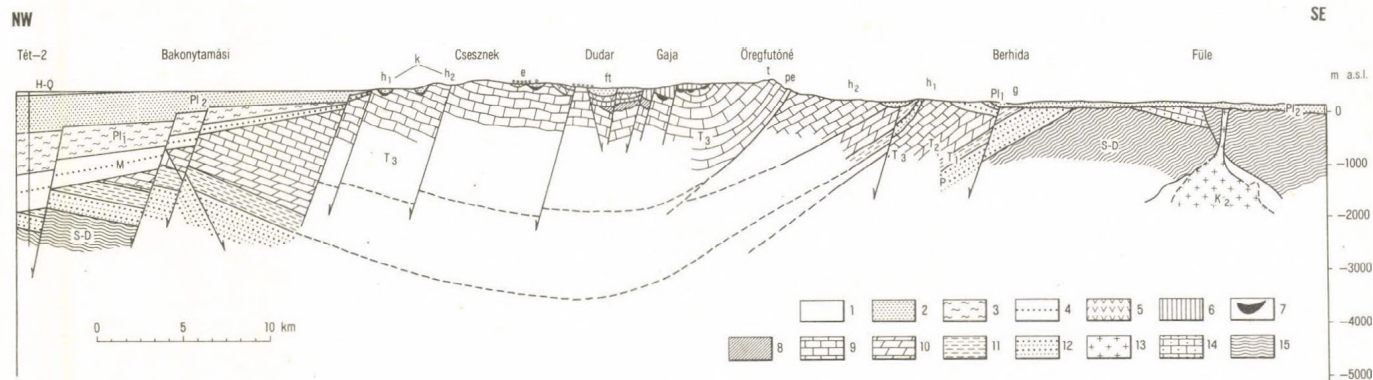 NW SE
Tét–2 Bakonytamási Csesznek Dudar Gaja Öregfutóné Berhida Füle
k
h₁ h₂ e ft t pe h₂ h₁ Pl₁ g m a.s.l.
H-Q
Pl₂ Pl₂ 0
Pl₁ T₃ T₂ S-D
M T₃ T₃ T₁ –1000
P K₂
–2000
S-D
–3000
1 2 3 4 5 6 7
0 5 10 km –4000
8 9 10 11 12 13 14 15
–5000